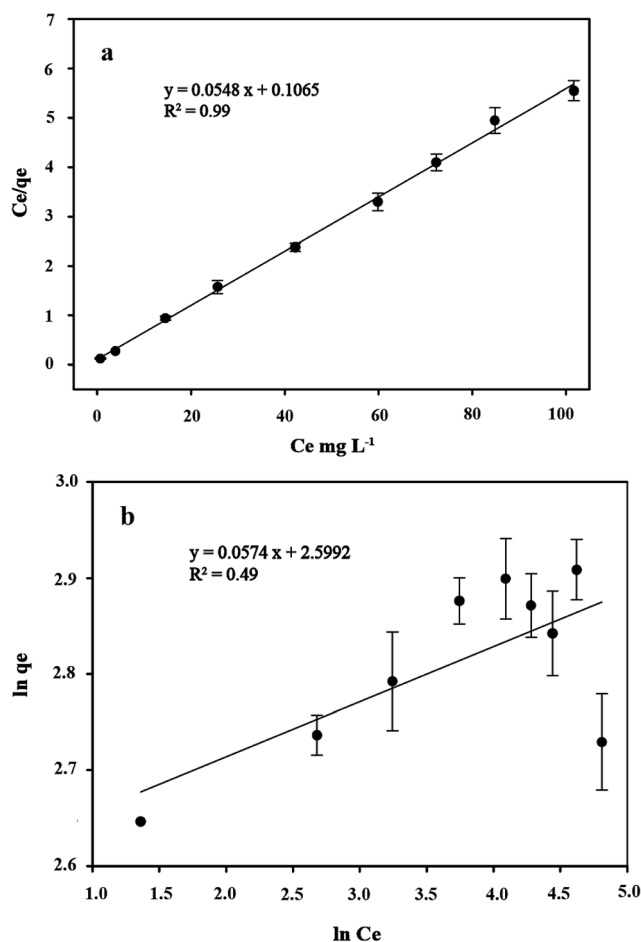 7
6
5
4
3
2
1
0
a
y = 0.0548 x + 0.1065
R² = 0.99
Ce/qe
0 20 40 60 80 100
Ce mg L⁻¹
3.0
2.9
2.8
2.7
2.6
b
y = 0.0574 x + 2.5992
R² = 0.49
ln qe
1.0 1.5 2.0 2.5 3.0 3.5 4.0 4.5 5.0
ln Ce